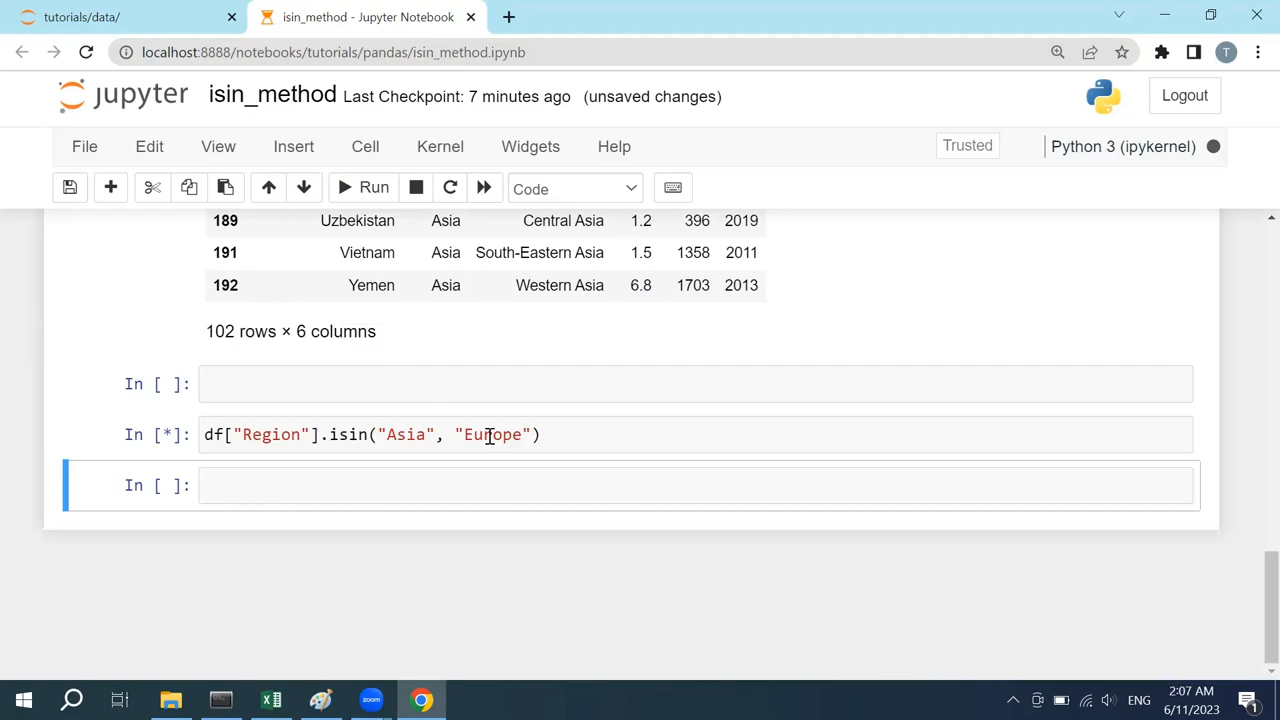 tutorials/data/
isin_method - Jupyter Notebook
localhost:8888/notebooks/tutorials/pandas/isin_method.ipynb
T
jupyter isin_method Last Checkpoint: 7 minutes ago (unsaved changes)
Logout
File Edit View Insert Cell Kernel Widgets Help
Trusted
Python 3 (ipykernel)
Run
Code
189 Uzbekistan Asia Central Asia 1.2 396 2019
191 Vietnam Asia South-Eastern Asia 1.5 1358 2011
192 Yemen Asia Western Asia 6.8 1703 2013
102 rows × 6 columns
In [ ]:
In [*]: df["Region"].isin("Asia", "Europe")
In [ ]:
zoom
ENG
2:07 AM
6/11/2023
1